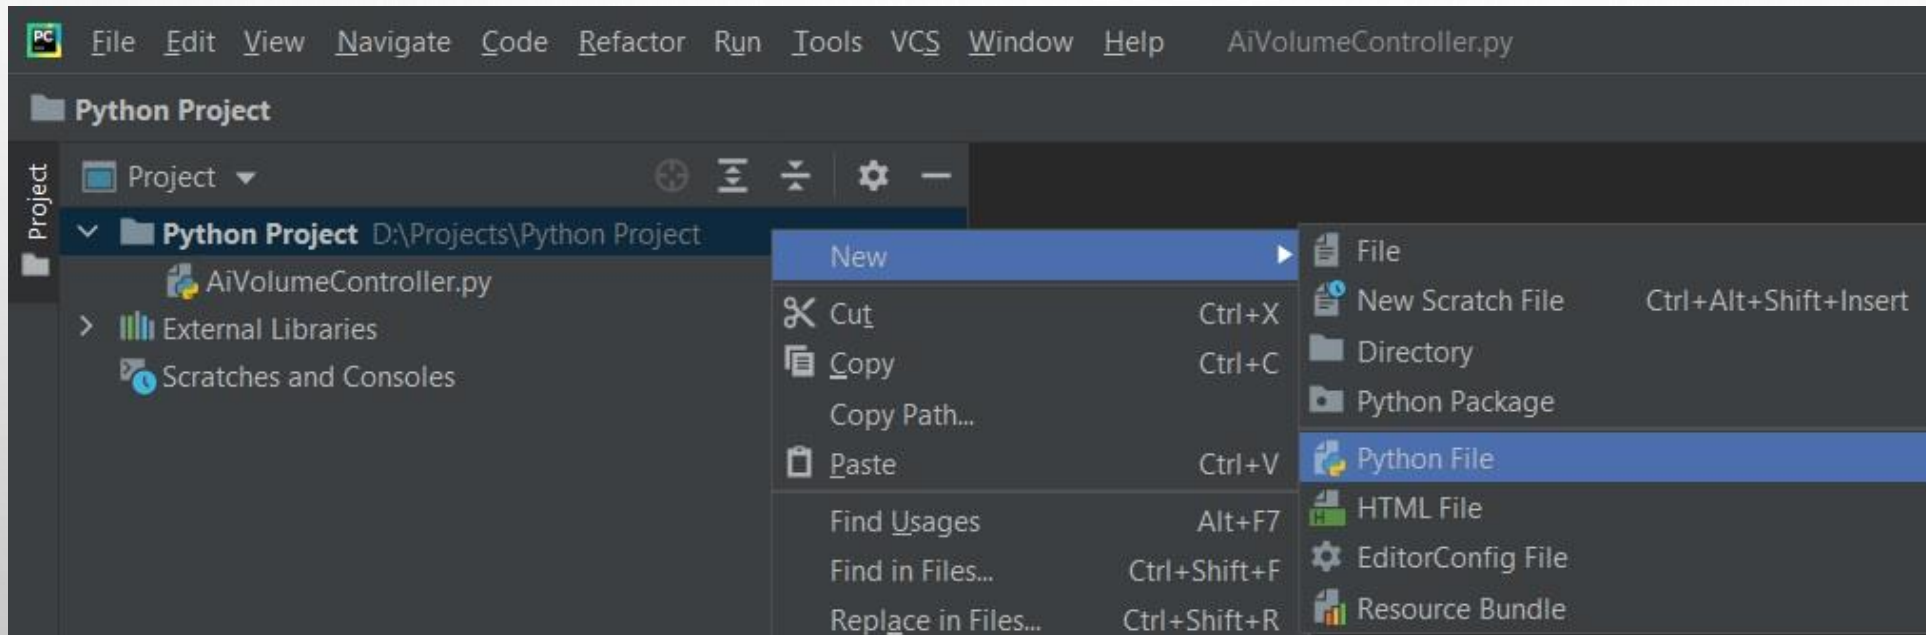 PC File Edit View Navigate Code Refactor Run Tools VCS Window Help AiVolumeController.py
Python Project
Project
Project
Python Project D:\Projects\Python Project
AiVolumeController.py
External Libraries
Scratches and Consoles
New
Cut Ctrl+X
Copy Ctrl+C
Copy Path...
Paste Ctrl+V
Find Usages Alt+F7
Find in Files... Ctrl+Shift+F
Replace in Files... Ctrl+Shift+R
File
New Scratch File Ctrl+Alt+Shift+Insert
Directory
Python Package
Python File
H HTML File
EditorConfig File
Resource Bundle